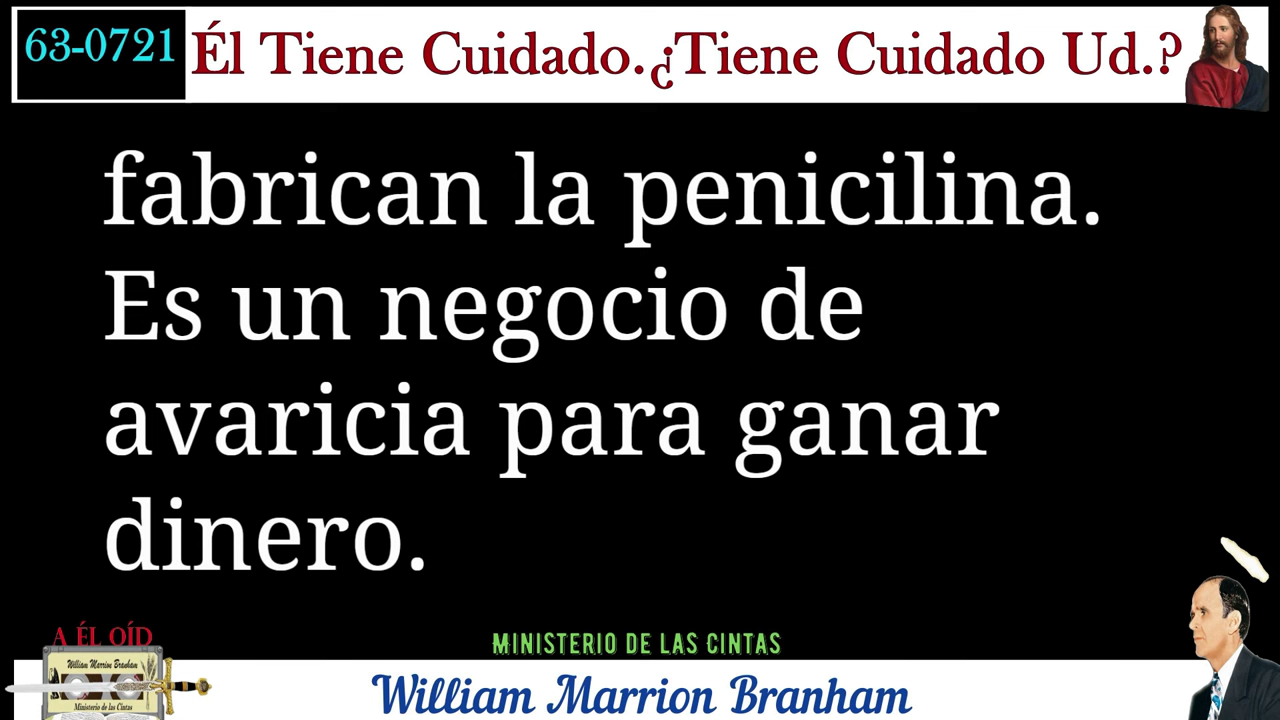 63-0721 Él Tiene Cuidado.¿Tiene Cuidado Ud.?
fabrican la penicilina.
Es un negocio de
avaricia para ganar
dinero.
A ÉL OÍD
MINISTERIO DE LAS CINTAS
William Marrion Branham
Ministerio de las Cintas
William Marrion Branham